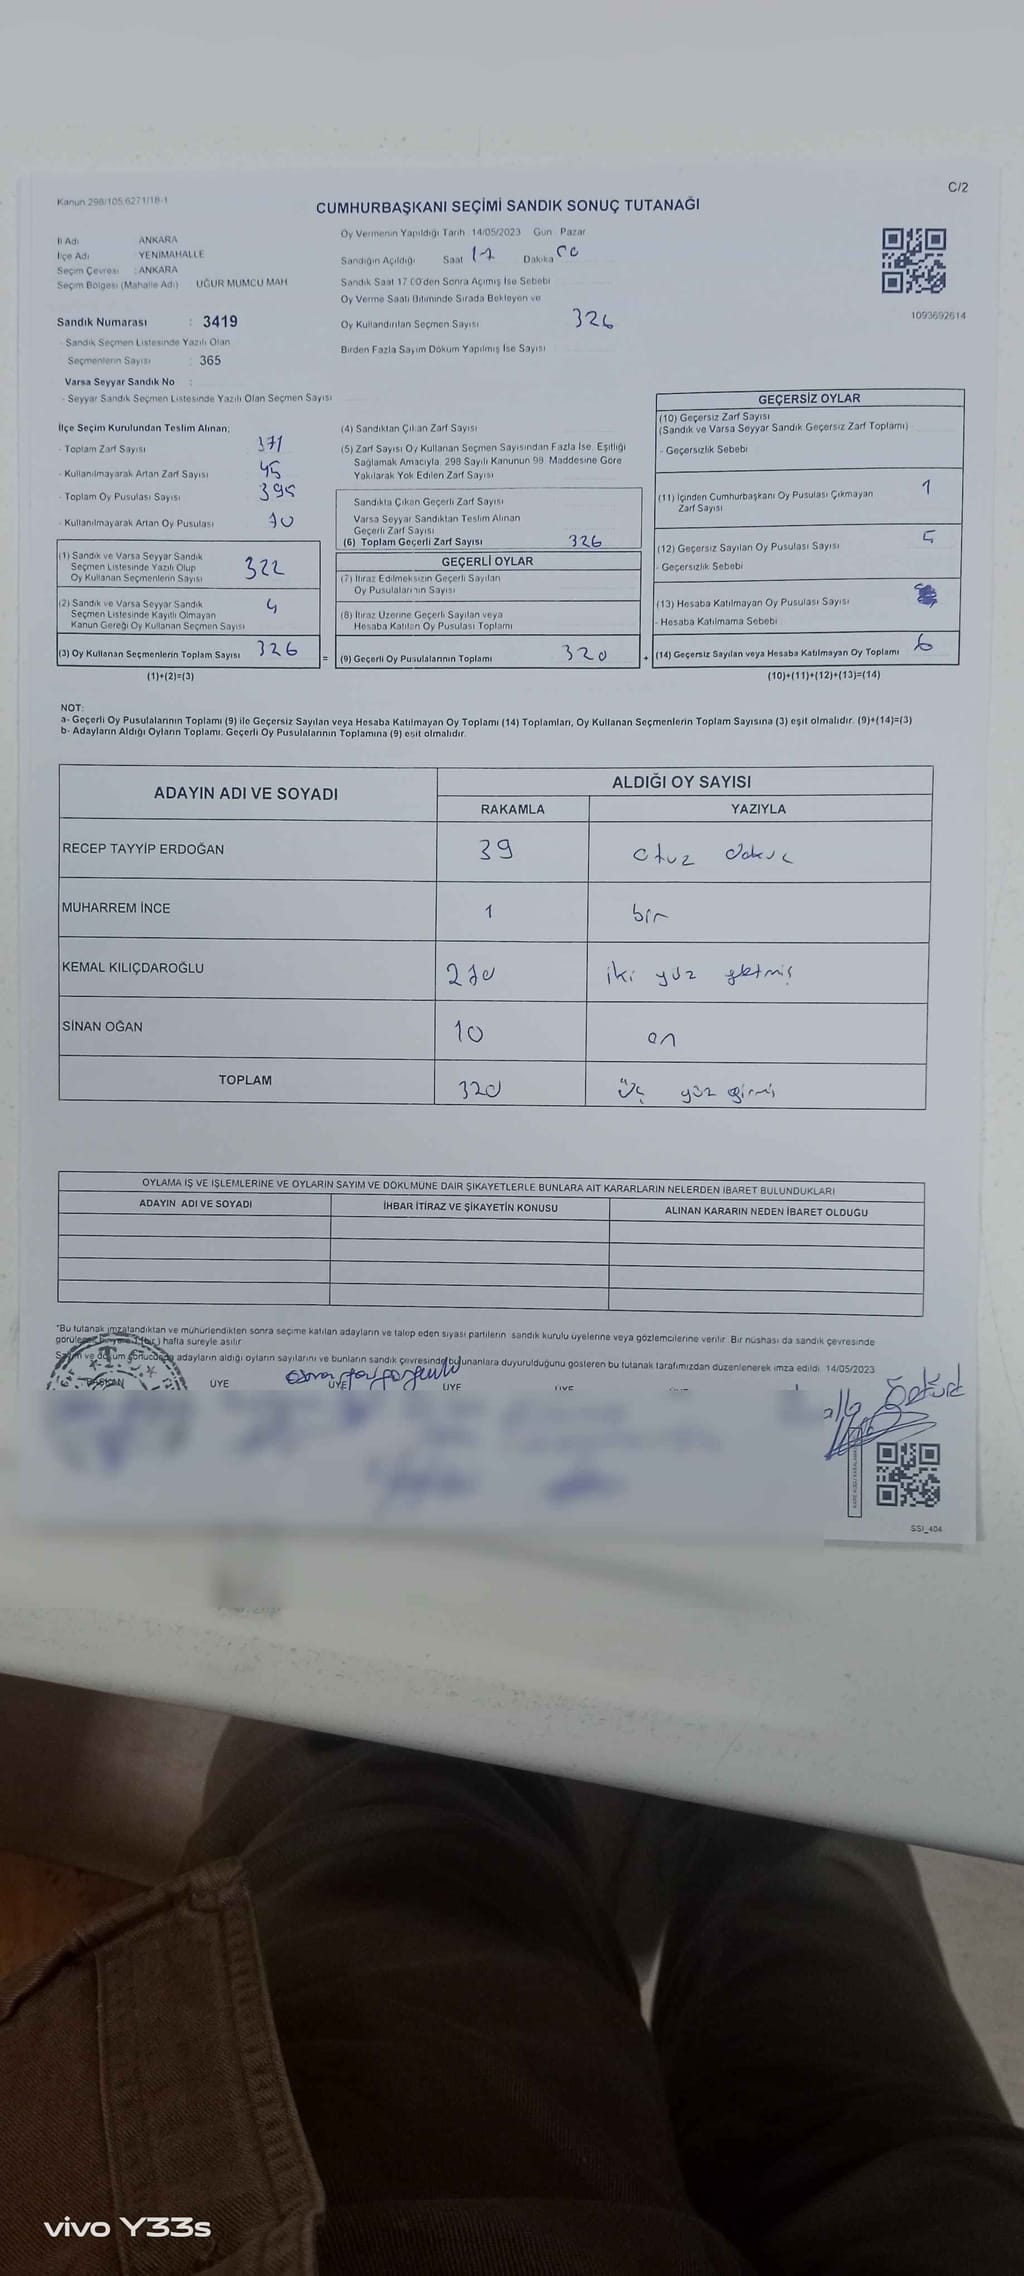 C/2
Kanun 298/105,6271/18-1
CUMHURBAŞKANI SEÇİMİ SANDIK SONUÇ TUTANAĞI
İl Adı ANKARA
İlçe Adı YENİMAHALLE
Seçim Çevresi : ANKARA
Seçim Bölgesi (Mahalle Adı) UĞUR MUMCU MAH
Sandık Numarası : 3419
- Sandık Seçmen Listesinde Yazılı Olan
Seçmenlerin Sayısı : 365
Varsa Seyyar Sandık No :
- Seyyar Sandık Seçmen Listesinde Yazılı Olan Seçmen Sayısı
Oy Vermenin Yapıldığı Tarih 14/05/2023 Gün Pazar
Sandığın Açıldığı Saat 17 Dakika 00
Sandık Saat 17:00'den Sonra Açımış İse Sebebi
Oy Verme Saati Bitiminde Sırada Bekleyen ve
Oy Kullandırılan Seçmen Sayısı 326
Birden Fazla Sayım Döküm Yapılmış İse Sayısı
1093692614
İlçe Seçim Kurulundan Teslim Alınan;
- Toplam Zarf Sayısı 371
- Kullanılmayarak Artan Zarf Sayısı 45
- Toplam Oy Pusulası Sayısı 395
- Kullanılmayarak Artan Oy Pusulası 70
(1) Sandık ve Varsa Seyyar Sandık
Seçmen Listesinde Yazılı Olup
Oy Kullanan Seçmenlerin Sayısı 322
(2) Sandık ve Varsa Seyyar Sandık
Seçmen Listesinde Kayıtlı Olmayan
Kanun Gereği Oy Kullanan Seçmen Sayısı 4
(3) Oy Kullanan Seçmenlerin Toplam Sayısı 326
(1)+(2)=(3)
=
(4) Sandıktan Çıkan Zarf Sayısı
(5) Zarf Sayısı Oy Kullanan Seçmen Sayısından Fazla İse, Eşitliği
Sağlamak Amacıyla, 298 Sayılı Kanunun 98. Maddesine Göre
Yakılarak Yok Edilen Zarf Sayısı
Sandıkta Çıkan Geçerli Zarf Sayısı
Varsa Seyyar Sandıktan Teslim Alınan
Geçerli Zarf Sayısı
(6) Toplam Geçerli Zarf Sayısı 326
GEÇERLİ OYLAR
(7) İtiraz Edilmeksizin Geçerli Sayılan
Oy Pusulalarının Sayısı
(8) İtiraz Üzerine Geçerli Sayılan veya
Hesaba Katılan Oy Pusulası Toplamı
(9) Geçerli Oy Pusulalarının Toplamı 320
+
GEÇERSİZ OYLAR
(10) Geçersiz Zarf Sayısı
(Sandık ve Varsa Seyyar Sandık Geçersiz Zarf Toplamı)
- Geçersizlik Sebebi
(11) İçinden Cumhurbaşkanı Oy Pusulası Çıkmayan 1
Zarf Sayısı
(12) Geçersiz Sayılan Oy Pusulası Sayısı 5
- Geçersizlik Sebebi
(13) Hesaba Katılmayan Oy Pusulası Sayısı
- Hesaba Katılmama Sebebi
(14) Geçersiz Sayılan veya Hesaba Katılmayan Oy Toplamı 6
(10)+(11)+(12)+(13)=(14)
NOT:
a- Geçerli Oy Pusulalarının Toplamı (9) ile Geçersiz Sayılan veya Hesaba Katılmayan Oy Toplamı (14) Toplamları, Oy Kullanan Seçmenlerin Toplam Sayısına (3) eşit olmalıdır. (9)+(14)=(3)
b- Adayların Aldığı Oyların Toplamı, Geçerli Oy Pusulalarının Toplamına (9) eşit olmalıdır.
ADAYIN ADI VE SOYADI ALDIĞI OY SAYISI
RAKAMLA YAZIYLA
RECEP TAYYİP ERDOĞAN 39 otuz dokuz
MUHARREM İNCE 1 bir
KEMAL KILIÇDAROĞLU 270 iki yüz yetmiş
SİNAN OĞAN 10 on
TOPLAM 320 üç yüz yirmi
OYLAMA İŞ VE İŞLEMLERİNE VE OYLARIN SAYIM VE DÖKÜMÜNE DAİR ŞİKAYETLERLE BUNLARA AİT KARARLARIN NELERDEN İBARET BULUNDUKLARI
ADAYIN ADI VE SOYADI İHBAR İTİRAZ VE ŞİKAYETİN KONUSU ALINAN KARARIN NEDEN İBARET OLDUĞU
*Bu tutanak imzalandıktan ve mühürlendikten sonra seçime katılan adayların ve talep eden siyasi partilerin sandık kurulu üyelerine veya gözlemcilerine verilir. Bir nüshası da sandık çevresinde
(bir) hafta süreyle asılır
Sayım ve döküm sonucunda adayların aldığı oyların sayılarını ve bunların sandık çevresinde bulunanlara duyurulduğunu gösteren bu tutanak tarafımızdan düzenlenerek imza edildi. 14/05/2023
BAŞKAN ÜYE ÜYE ÜYE ÜYE
Öztürk
SSI_404
vivo Y33s